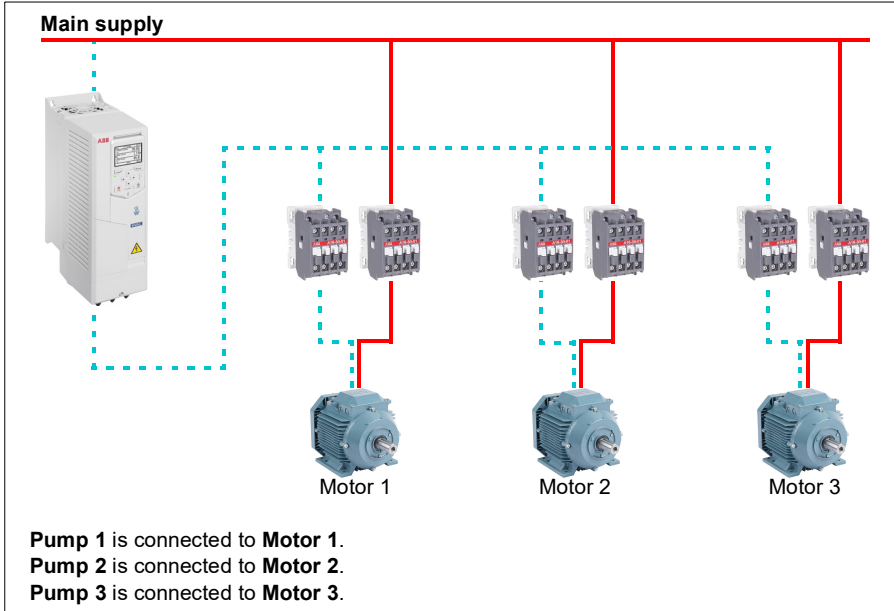 Main supply
ABB
Motor 1
Motor 2
Motor 3
Pump 1 is connected to Motor 1.
Pump 2 is connected to Motor 2.
Pump 3 is connected to Motor 3.